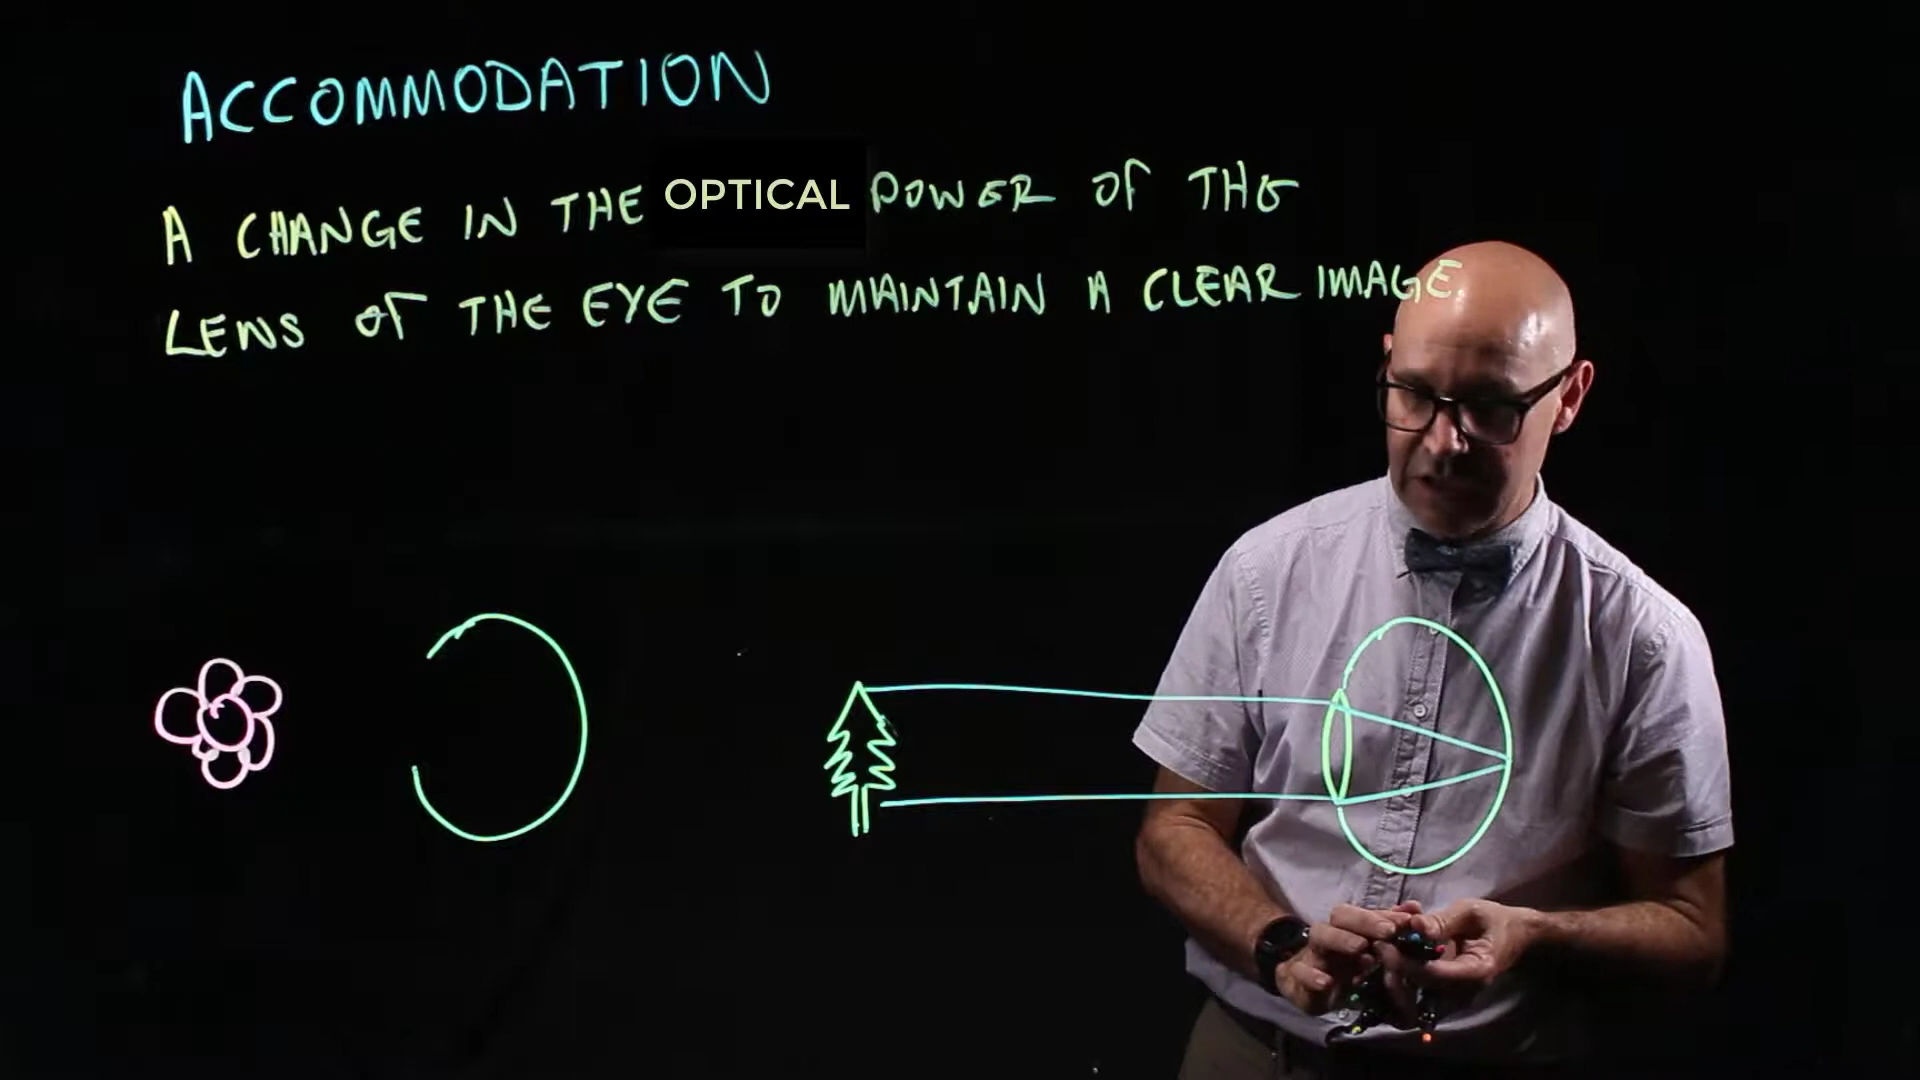 ACCOMMODATION
A CHANGE IN THE OPTICAL POWER OF THE
LENS OF THE EYE TO MAINTAIN A CLEAR IMAGE.